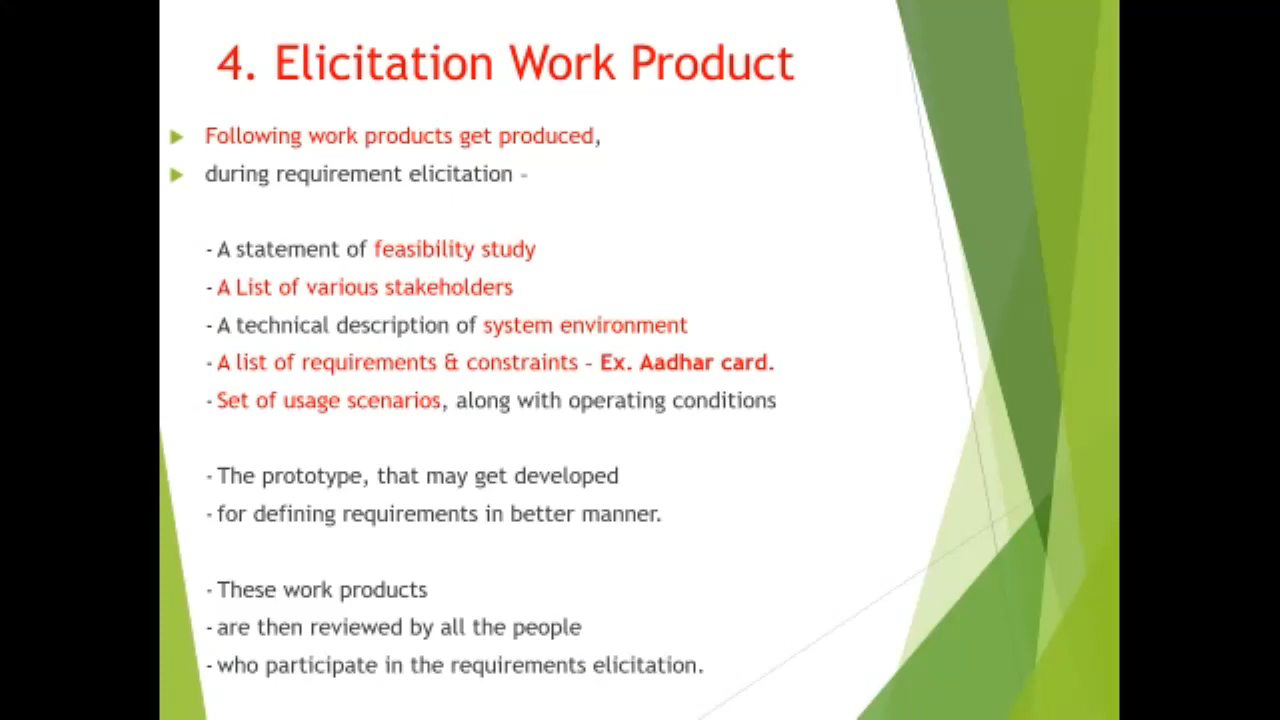 4. Elicitation Work Product
Following work products get produced,
during requirement elicitation -
- A statement of feasibility study
- A List of various stakeholders
- A technical description of system environment
- A list of requirements & constraints – Ex. Aadhar card.
- Set of usage scenarios, along with operating conditions
- The prototype, that may get developed
- for defining requirements in better manner.
- These work products
- are then reviewed by all the people
- who participate in the requirements elicitation.